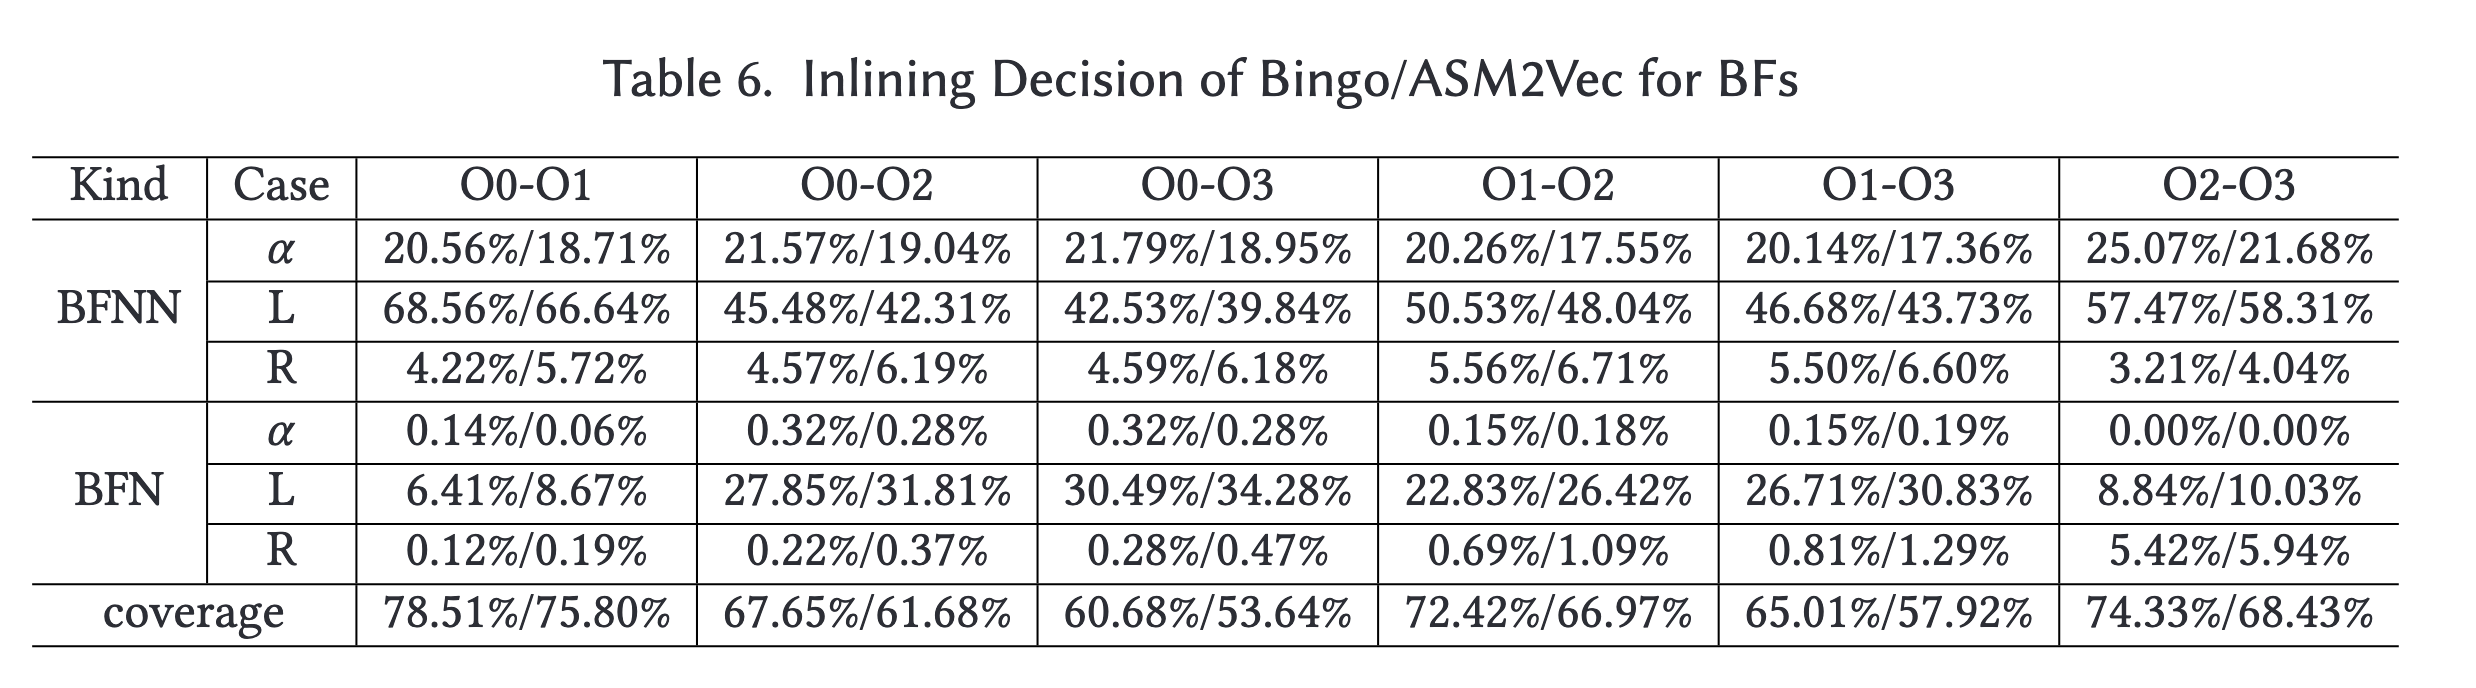 Table 6. Inlining Decision of Bingo/ASM2Vec for BFs
Kind Case O0-O1 O0-O2 O0-O3 O1-O2 O1-O3 O2-O3
α 20.56%/18.71% 21.57%/19.04% 21.79%/18.95% 20.26%/17.55% 20.14%/17.36% 25.07%/21.68%
BFNN L 68.56%/66.64% 45.48%/42.31% 42.53%/39.84% 50.53%/48.04% 46.68%/43.73% 57.47%/58.31%
R 4.22%/5.72% 4.57%/6.19% 4.59%/6.18% 5.56%/6.71% 5.50%/6.60% 3.21%/4.04%
α 0.14%/0.06% 0.32%/0.28% 0.32%/0.28% 0.15%/0.18% 0.15%/0.19% 0.00%/0.00%
BFN L 6.41%/8.67% 27.85%/31.81% 30.49%/34.28% 22.83%/26.42% 26.71%/30.83% 8.84%/10.03%
R 0.12%/0.19% 0.22%/0.37% 0.28%/0.47% 0.69%/1.09% 0.81%/1.29% 5.42%/5.94%
coverage 78.51%/75.80% 67.65%/61.68% 60.68%/53.64% 72.42%/66.97% 65.01%/57.92% 74.33%/68.43%